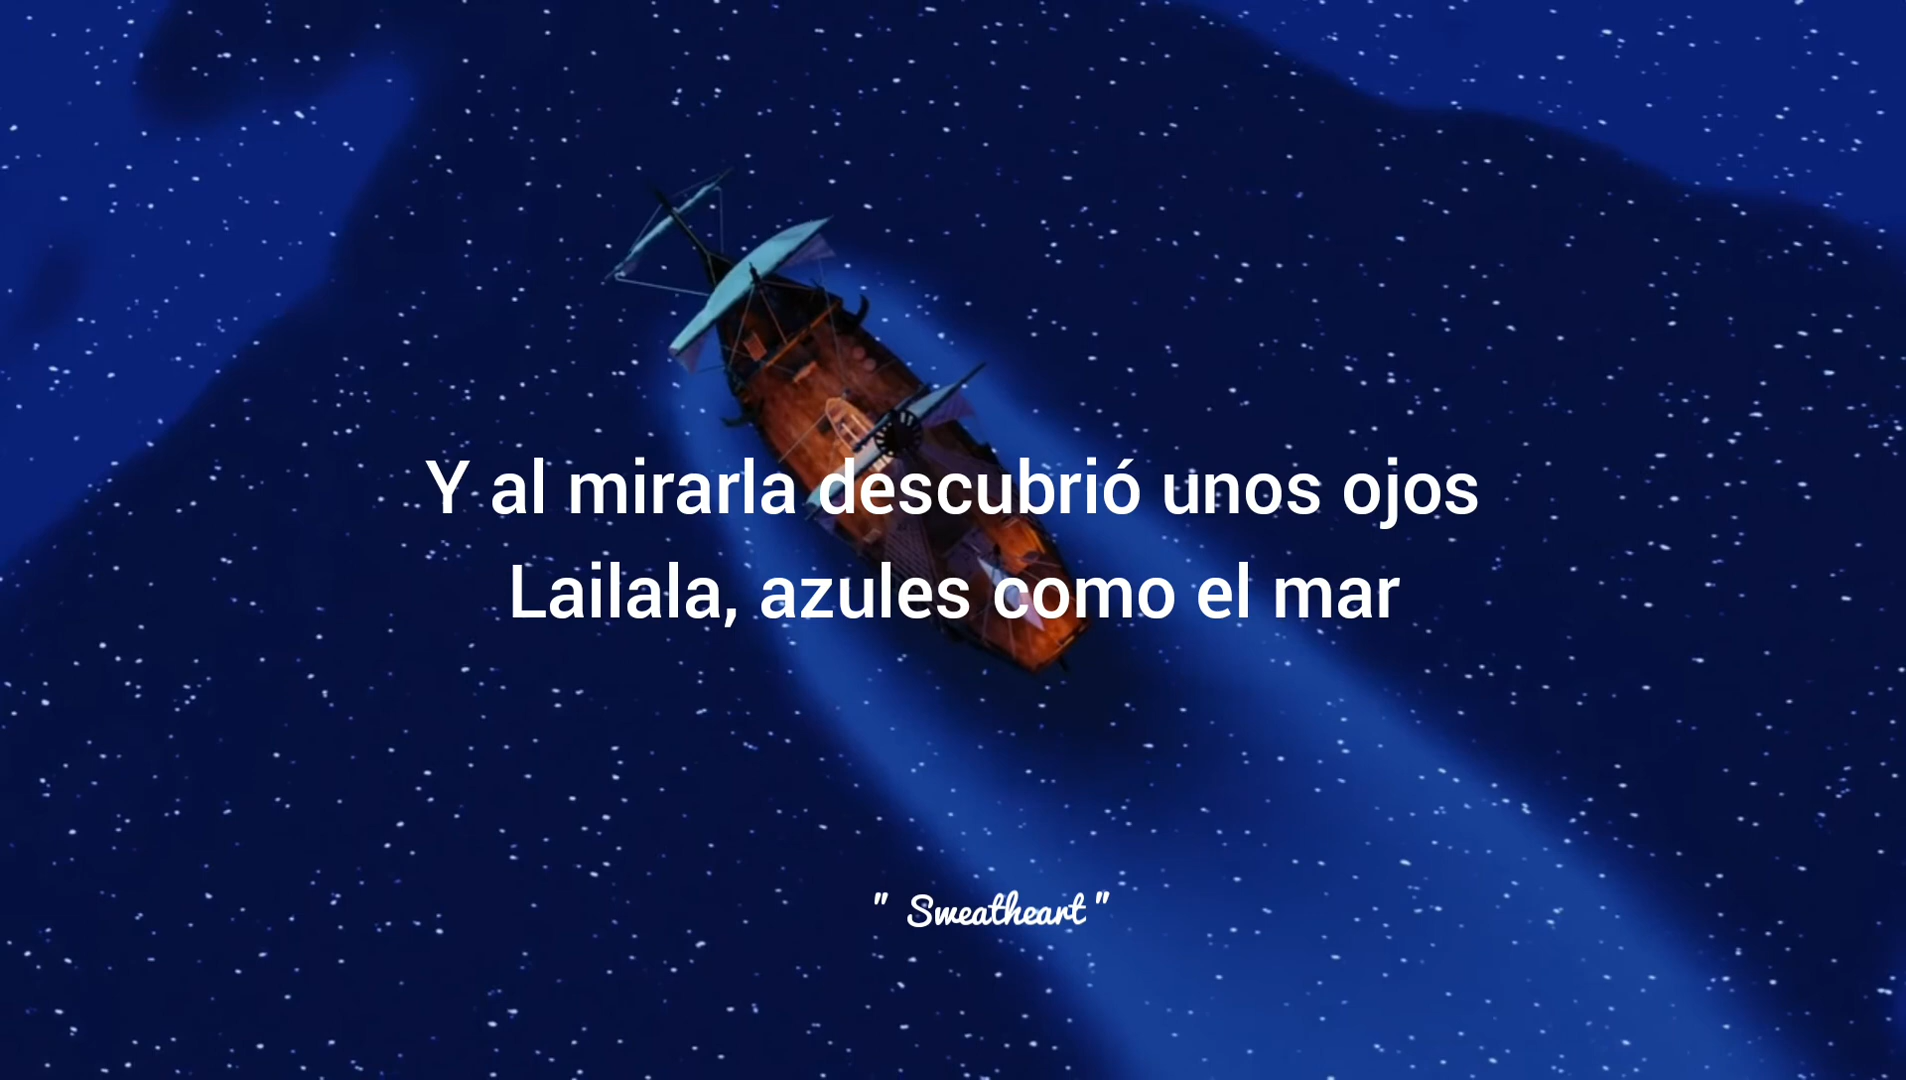 Y al mirarla descubrió unos ojos
Lailala, azules como el mar
" Sweatheart "